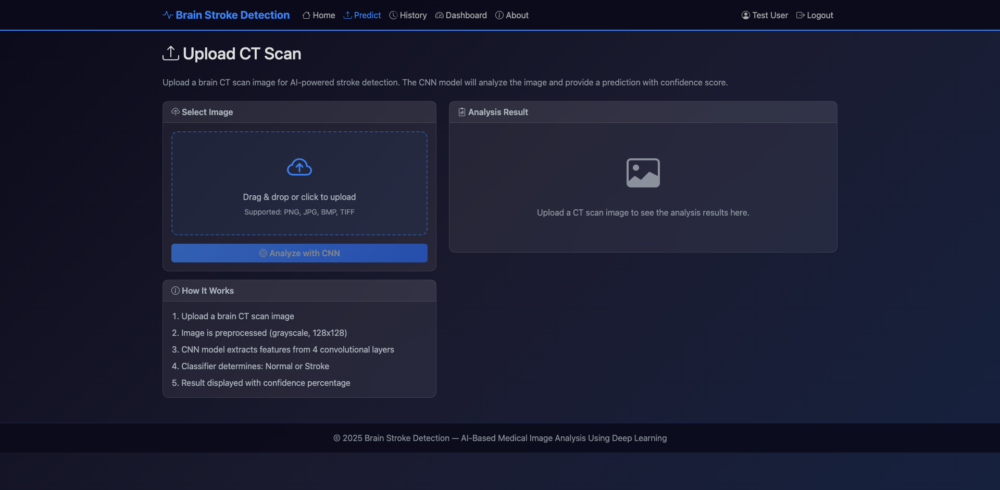 Brain Stroke Detection Home Predict History Dashboard About Test User Logout
Upload CT Scan
Upload a brain CT scan image for AI-powered stroke detection. The CNN model will analyze the image and provide a prediction with confidence score.
Select Image
Drag & drop or click to upload
Supported: PNG, JPG, BMP, TIFF
Analyze with CNN
How It Works
1. Upload a brain CT scan image
2. Image is preprocessed (grayscale, 128x128)
3. CNN model extracts features from 4 convolutional layers
4. Classifier determines: Normal or Stroke
5. Result displayed with confidence percentage
Analysis Result
Upload a CT scan image to see the analysis results here.
© 2025 Brain Stroke Detection — AI-Based Medical Image Analysis Using Deep Learning